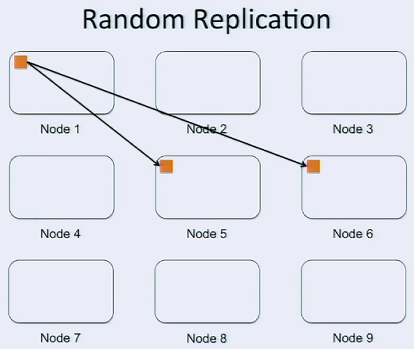 Random Replication
Node 1
Node 2
Node 3
Node 4
Node 5
Node 6
Node 7
Node 8
Node 9